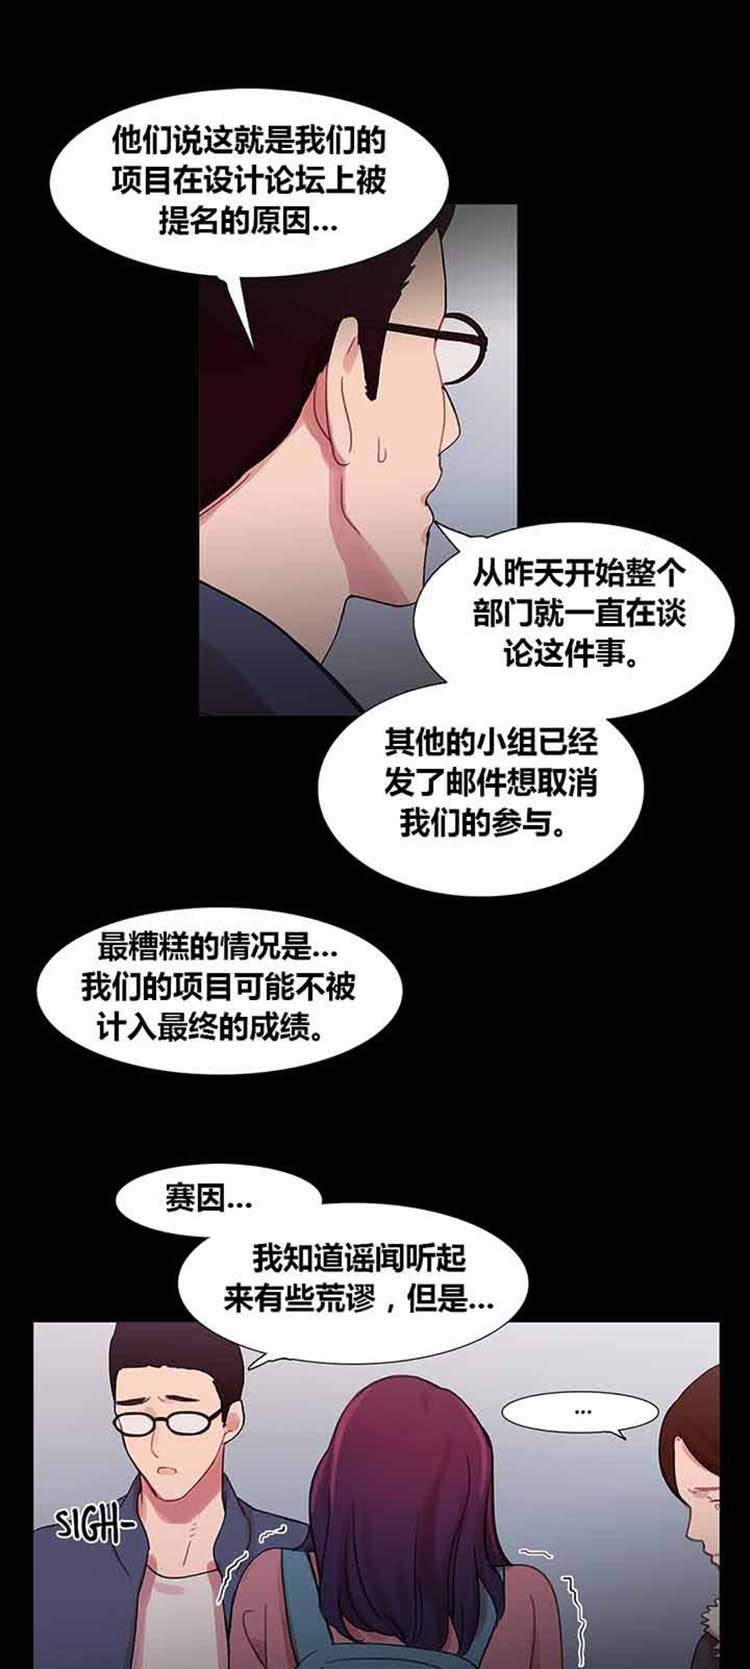 他们说这就是我们的
项目在设计论坛上被
提名的原因...
从昨天开始整个
部门就一直在谈
论这件事。
其他的小组已经
发了邮件想取消
我们的参与。
最糟糕的情况是...
我们的项目可能不被
计入最终的成绩。
赛因...
我知道谣闻听起
来有些荒谬，但是...
...
SIGH-